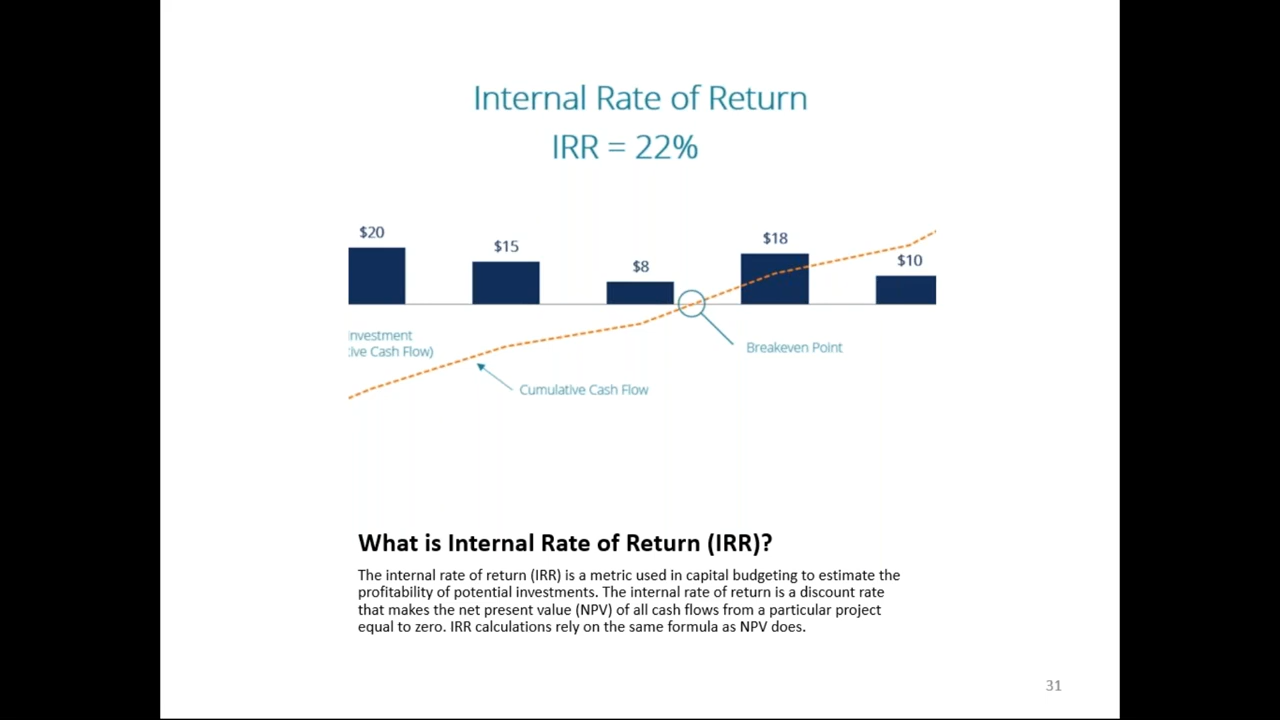 Internal Rate of Return
IRR = 22%
$20
$15
$8
$18
$10
Investment
ive Cash Flow)
Breakeven Point
Cumulative Cash Flow
What is Internal Rate of Return (IRR)?
The internal rate of return (IRR) is a metric used in capital budgeting to estimate the
profitability of potential investments. The internal rate of return is a discount rate
that makes the net present value (NPV) of all cash flows from a particular project
equal to zero. IRR calculations rely on the same formula as NPV does.
31